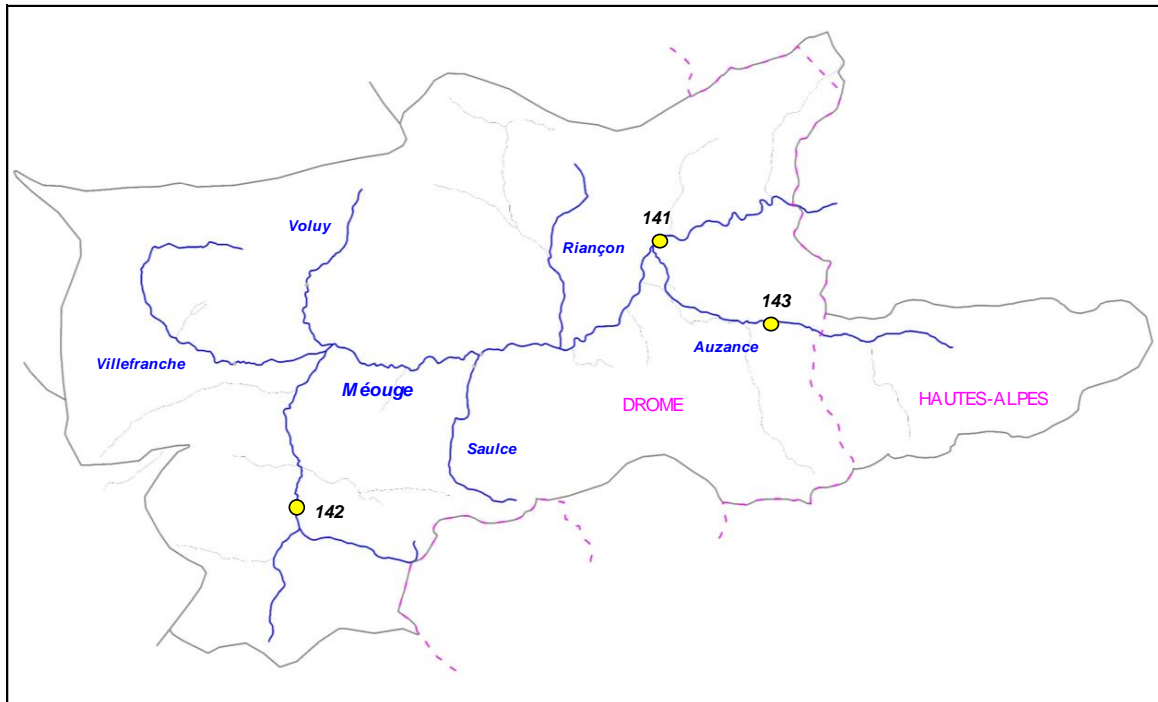 141
Voluy
Riançon
143
Auzance
Villefranche
Méouge
HAUTES-ALPES
DROME
Saulce
142